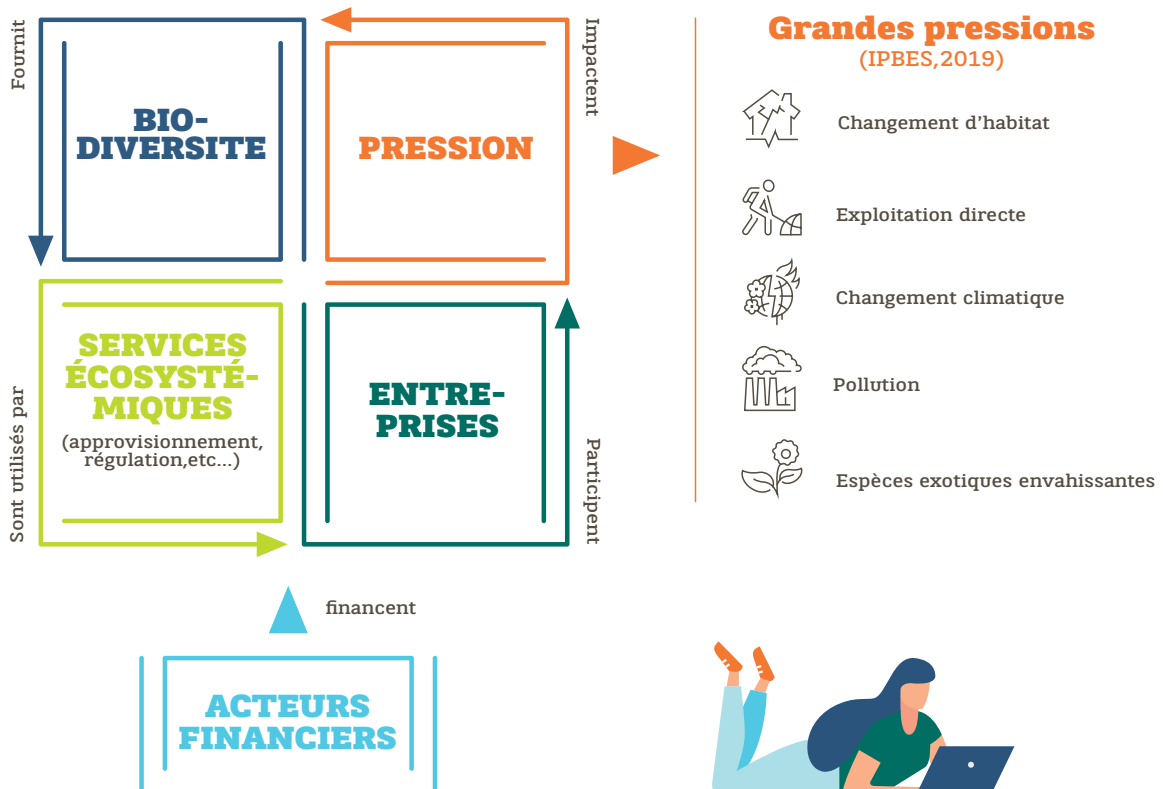 Fournit
BIO-
DIVERSITE
PRESSION
Impactent
SERVICES
ÉCOSYSTÉ-
MIQUES
(approvisionnement,
régulation,etc...)
Sont utilisés par
ENTRE-
PRISES
Participent
financent
ACTEURS
FINANCIERS
Grandes pressions
(IPBES,2019)
Changement d'habitat
Exploitation directe
Changement climatique
Pollution
Espèces exotiques envahissantes